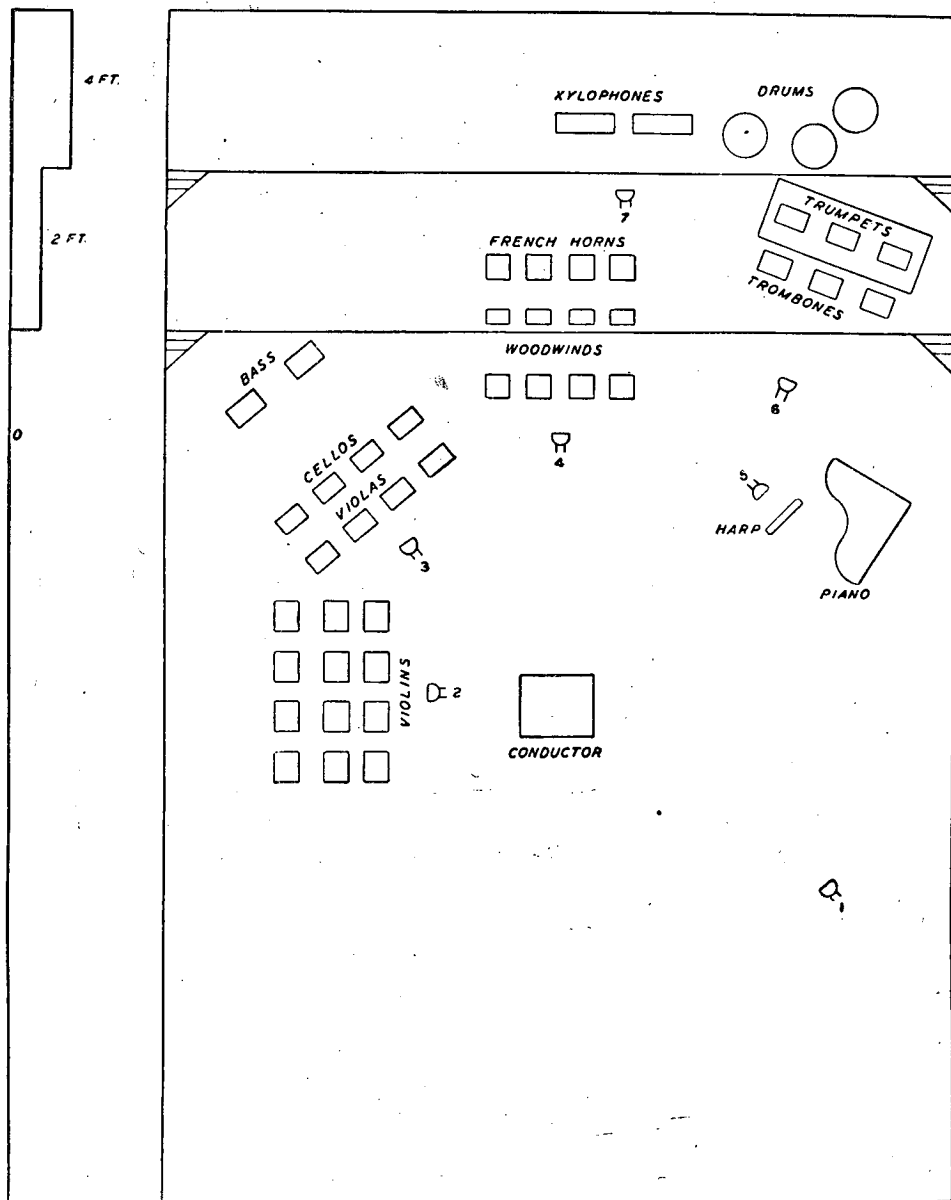 4 FT.
XYLOPHONES
DRUMS
2 FT.
7
TRUMPETS
FRENCH HORNS
TROMBONES
WOODWINDS
BASS
6
0
CELLOS
4
VIOLAS
5
HARP
3
PIANO
VIOLINS
2
CONDUCTOR
1